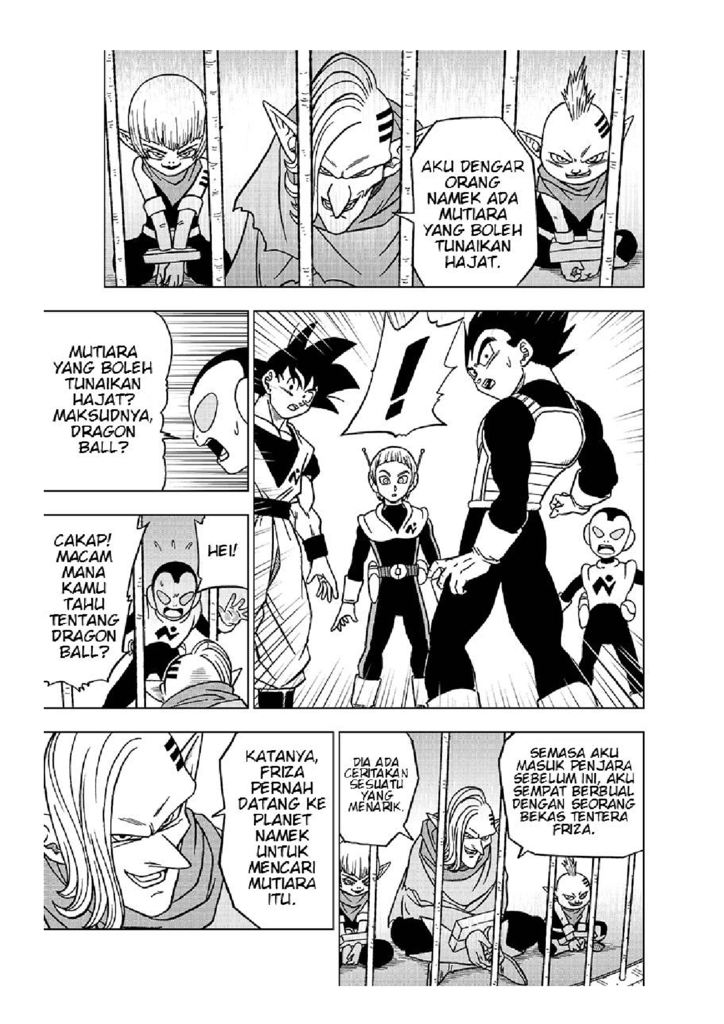 AKU DENGAR
ORANG
NAMEK ADA
MUTIARA
YANG BOLEH
TUNAIKAN
HAJAT.
!
MUTIARA
YANG BOLEH
TUNAIKAN
HAJAT?
MAKSUDNYA,
DRAGON
BALL?
HEI!
CAKAP!
MACAM
MANA
KAMU
TAHU
TENTANG
DRAGON
BALL?
SEMASA AKU
MASUK PENJARA
SEBELUM INI, AKU
SEMPAT BERBUAL
DENGAN SEORANG
BEKAS TENTERA
FRIZA.
DIA ADA
CERITAKAN
SESUATU
YANG
MENARIK.
KATANYA,
FRIZA
PERNAH
DATANG KE
PLANET
NAMEK
UNTUK
MENCARI
MUTIARA
ITU.